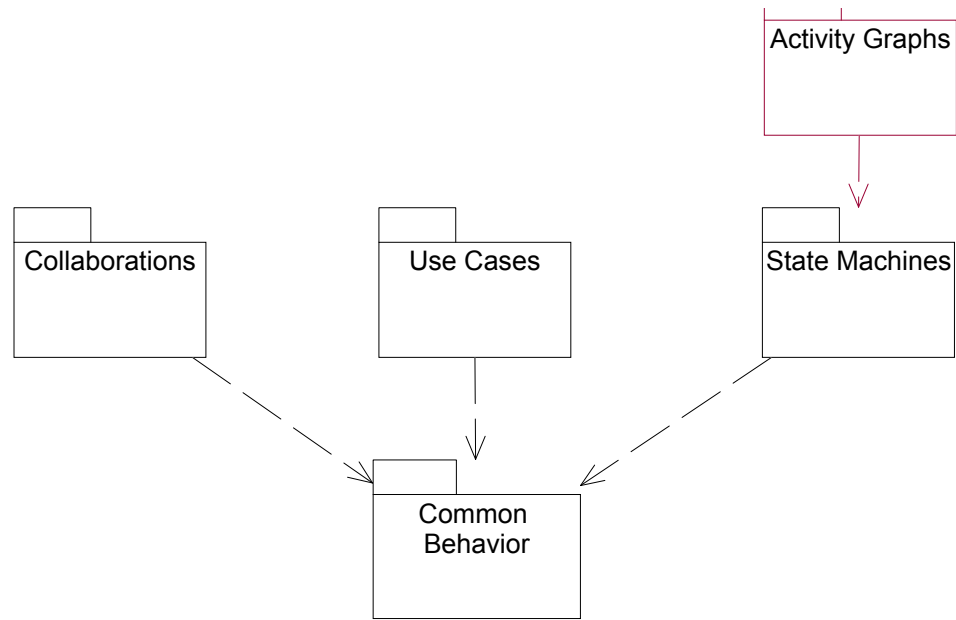 Activity Graphs
Collaborations
Use Cases
State Machines
Common
Behavior